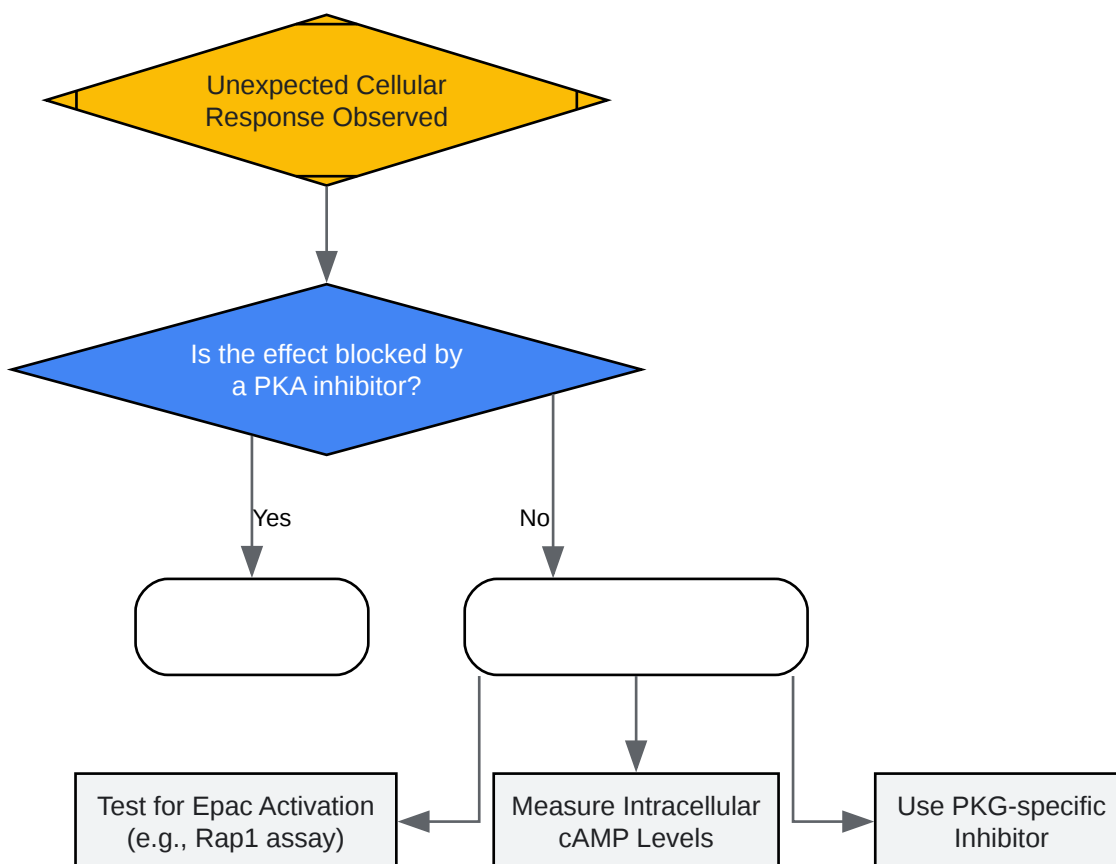 Unexpected Cellular
Response Observed
Is the effect blocked by
a PKA inhibitor?
Yes
No
Test for Epac Activation
(e.g., Rap1 assay)
Measure Intracellular
cAMP Levels
Use PKG-specific
Inhibitor